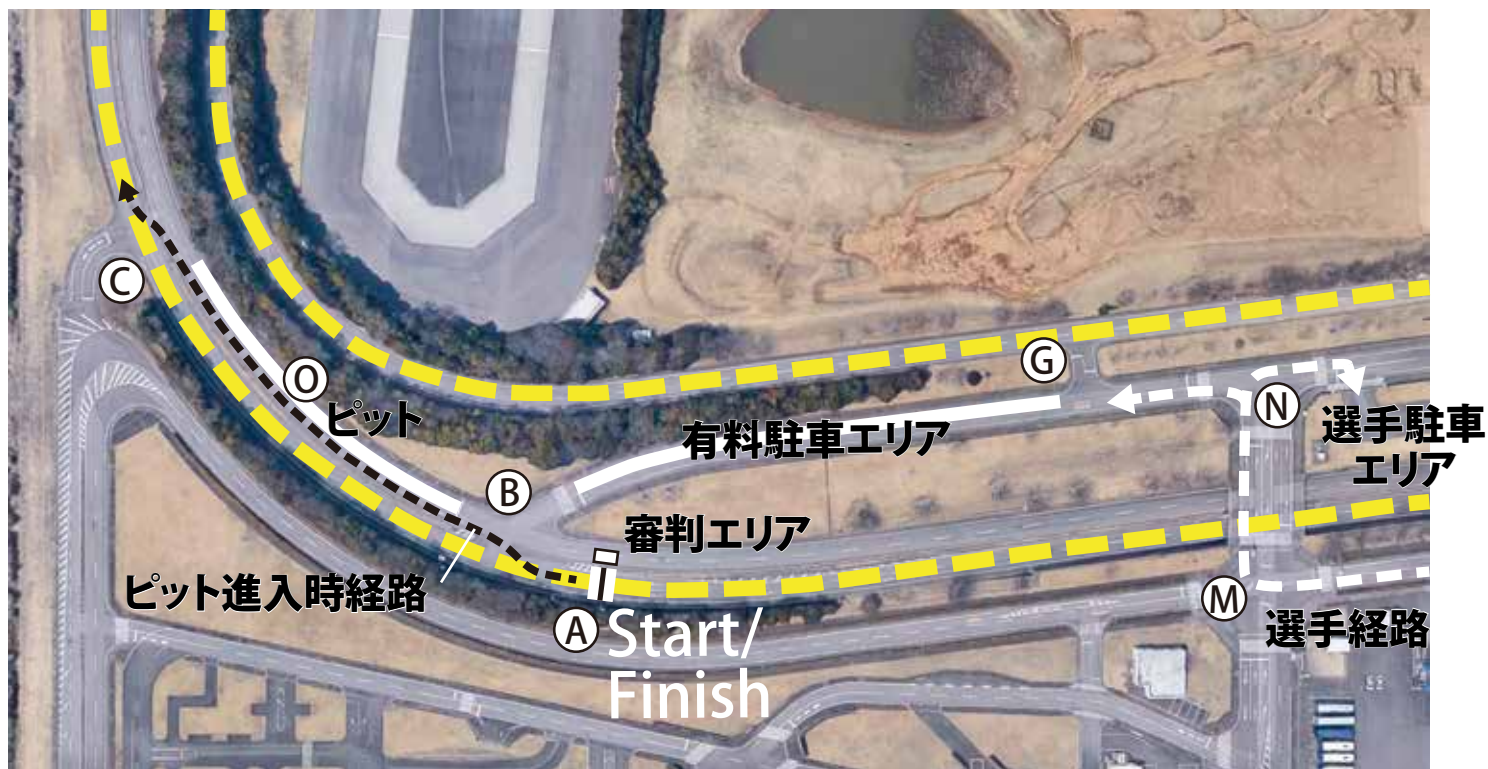 C
O
ピット
G
N
有料駐車エリア
選手駐車
エリア
B
審判エリア
ピット進入時経路
A
Start/
Finish
M
選手経路